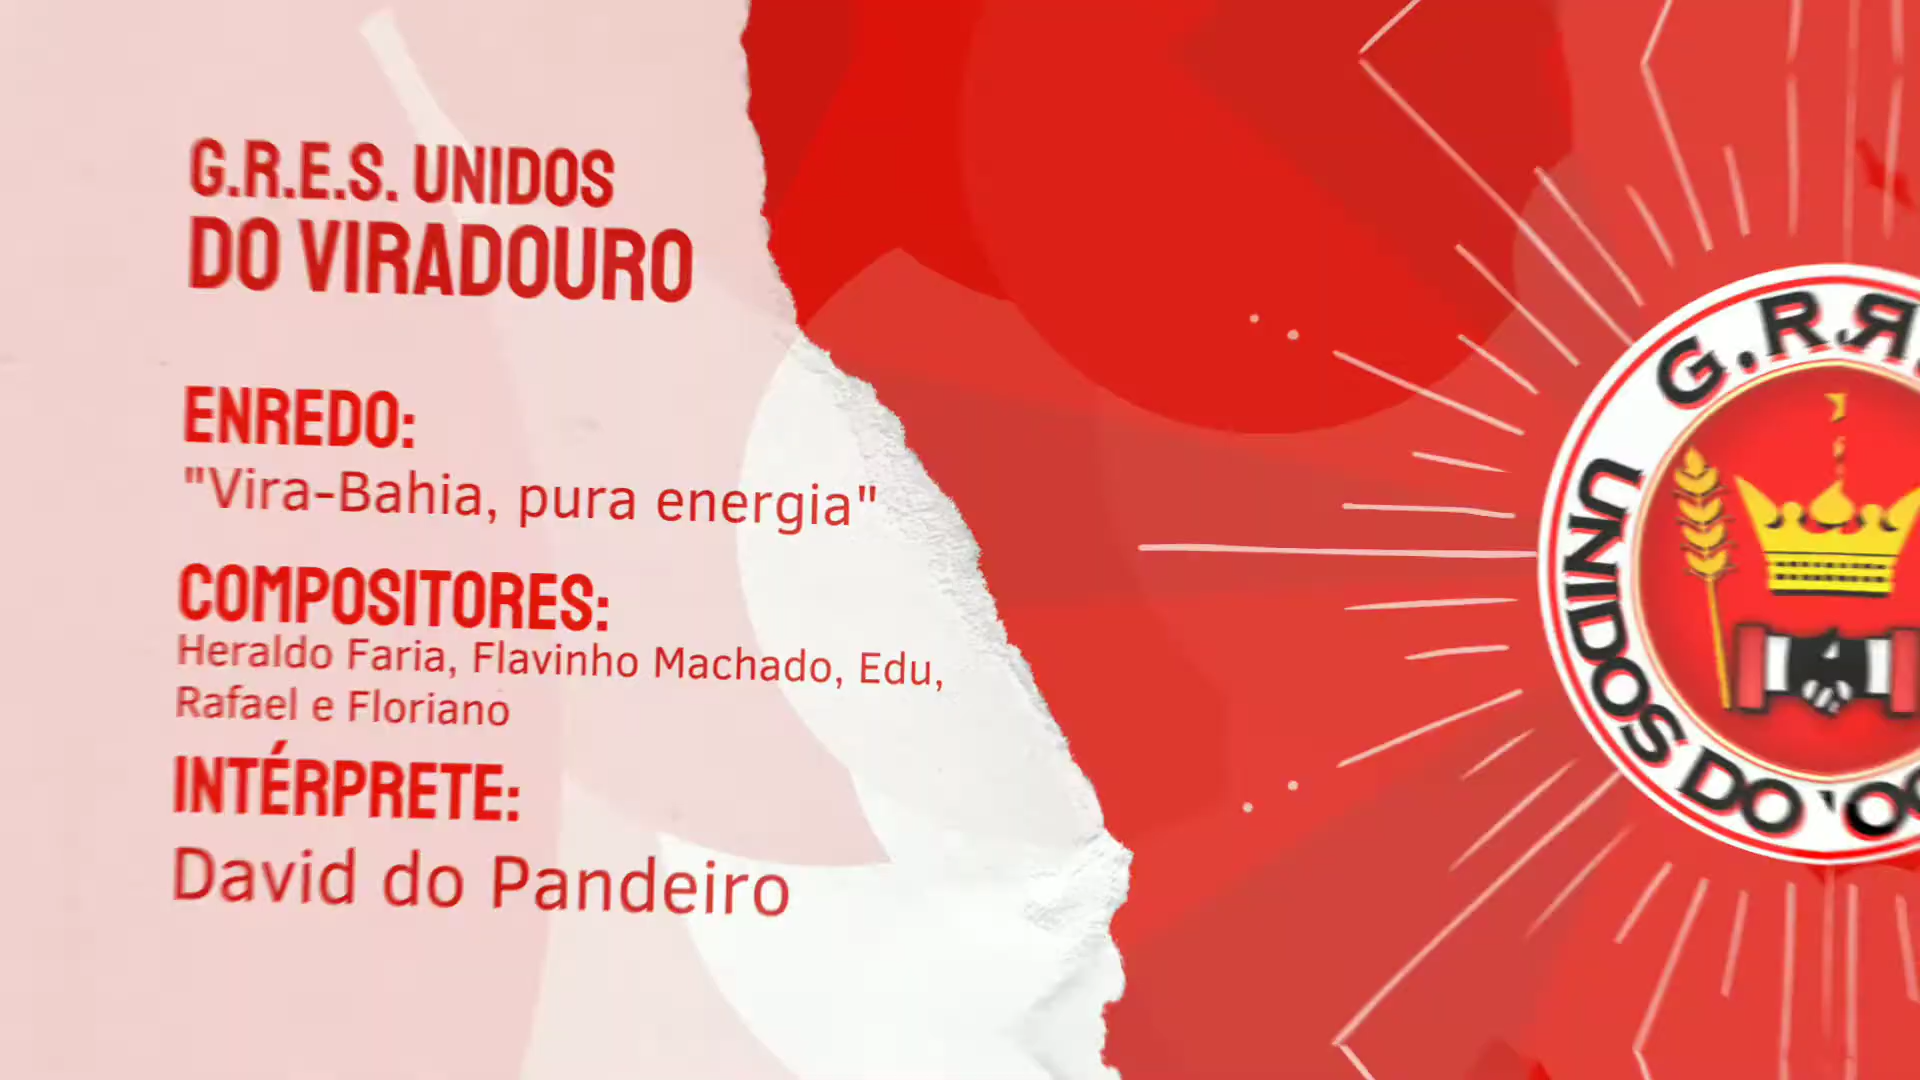 G.R.E.S. UNIDOS
DO VIRADOURO
ENREDO:
"Vira-Bahia, pura energia"
COMPOSITORES:
Heraldo Faria, Flavinho Machado, Edu,
Rafael e Floriano
INTÉRPRETE:
David do Pandeiro
G.R.
UNIDOS DO